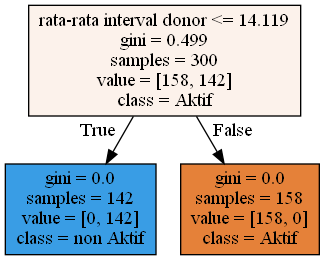 rata-rata interval donor <= 14.119
gini = 0.499
samples = 300
value = [158, 142]
class = Aktif
True
False
gini = 0.0
samples = 142
value = [0, 142]
class = non Aktif
gini = 0.0
samples = 158
value = [158, 0]
class = Aktif